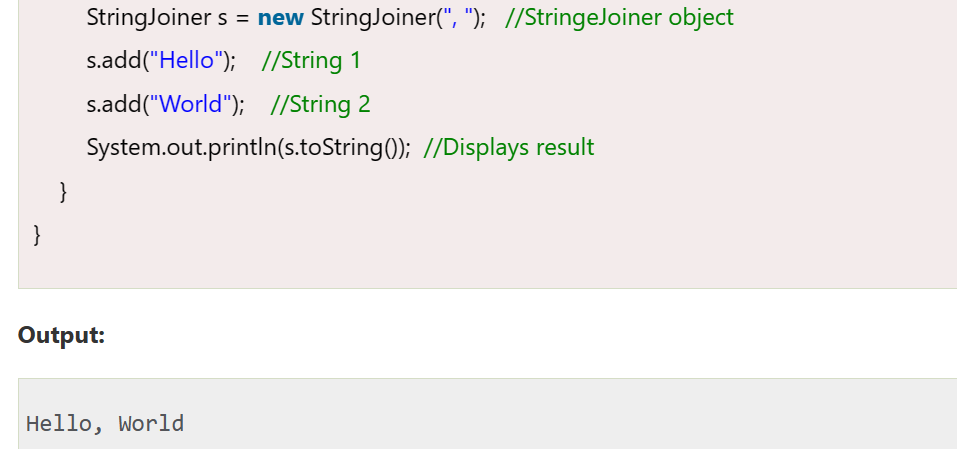 StringJoiner s = new StringJoiner(", ");   //StringeJoiner object
s.add("Hello");    //String 1
s.add("World");    //String 2
System.out.println(s.toString());  //Displays result
}
}
Output:
Hello, World